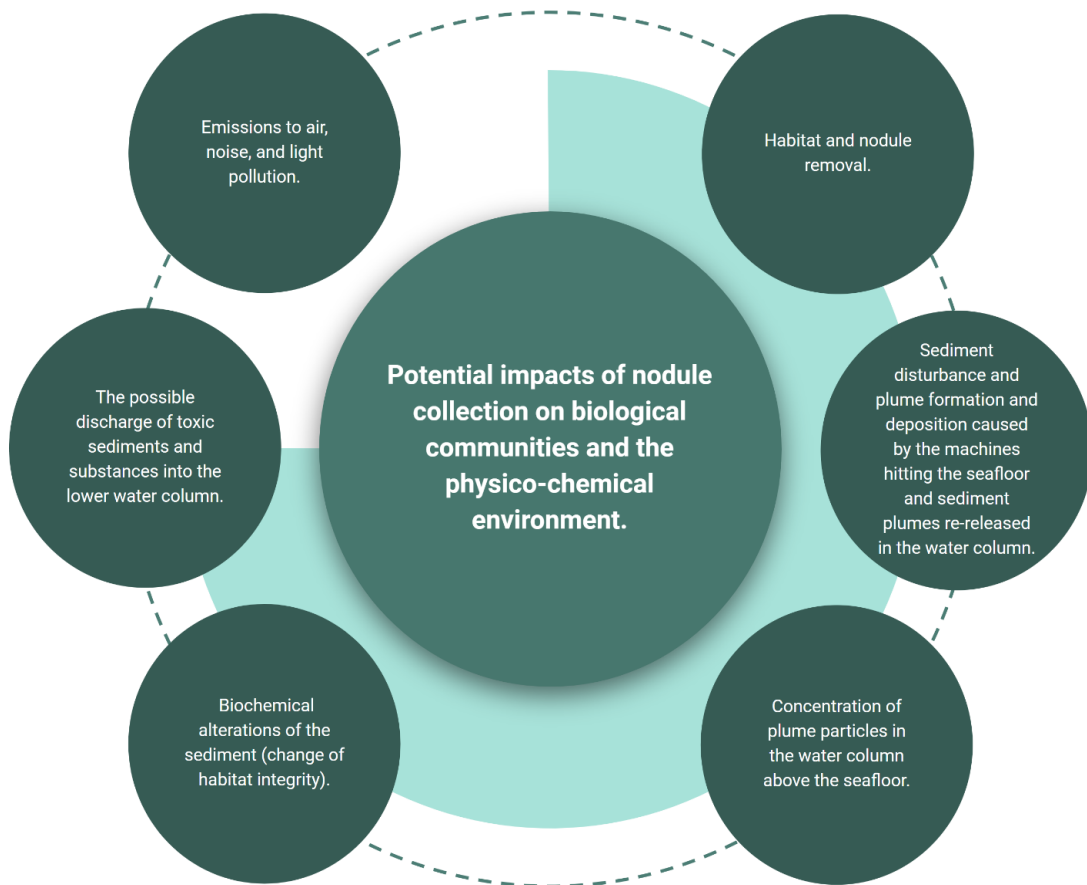 Emissions to air,
noise, and light
pollution.
Habitat and nodule
removal.
Potential impacts of nodule
collection on biological
communities and the
physico-chemical
environment.
The possible
discharge of toxic
sediments and
substances into the
lower water column.
Sediment
disturbance and
plume formation and
deposition caused
by the machines
hitting the seafloor
and sediment
plumes re-released
in the water column.
Biochemical
alterations of the
sediment (change of
habitat integrity).
Concentration of
plume particles in
the water column
above the seafloor.